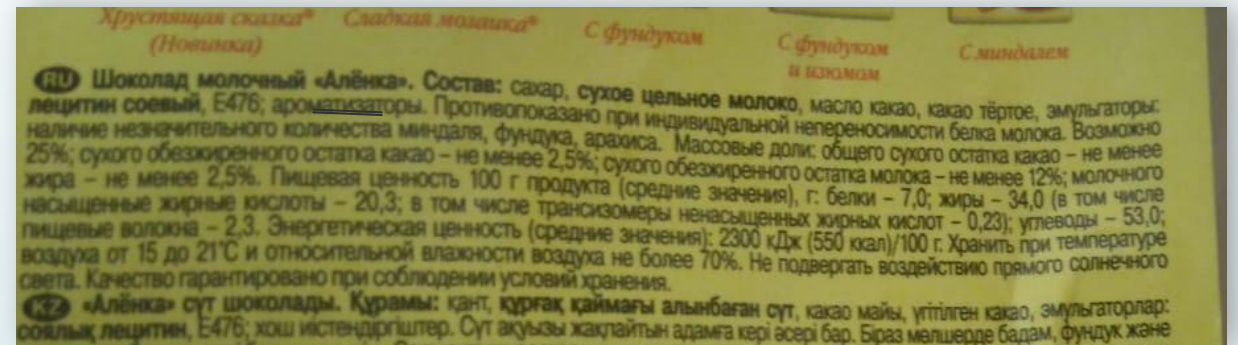 Хрустящая сказка® Сладкая мозаика® С фундуком С фундуком С миндалем
(Новинка) и изюмом
RU Шоколад молочный «Алёнка». Состав: сахар, сухое цельное молоко, масло какао, какао тёртое, эмульгаторы:
лецитин соевый, Е476; ароматизаторы. Противопоказано при индивидуальной непереносимости белка молока. Возможно
наличие незначительного количества миндаля, фундука, арахиса. Массовые доли: общего сухого остатка какао – не менее
25%; сухого обезжиренного остатка какао – не менее 2,5%; сухого обезжиренного остатка молока – не менее 12%; молочного
жира – не менее 2,5%. Пищевая ценность 100 г продукта (средние значения), г: белки – 7,0; жиры – 34,0 (в том числе
насыщенные жирные кислоты – 20,3; в том числе трансизомеры ненасыщенных жирных кислот – 0,23); углеводы – 53,0;
пищевые волокна – 2,3. Энергетическая ценность (средние значения): 2300 кДж (550 ккал)/100 г. Хранить при температуре
воздуха от 15 до 21°С и относительной влажности воздуха не более 70%. Не подвергать воздействию прямого солнечного
света. Качество гарантировано при соблюдении условий хранения.
KZ «Алёнка» сүт шоколады. Құрамы: қант, құрғақ қаймағы алынбаған сүт, какао майы, үгітілген какао, эмульгаторлар:
соялық лецитин, Е476; хош иістендіргіштер. Сүт ақуызы жақпайтын адамға кері әсері бар. Біраз мөлшерде бадам, фундук және